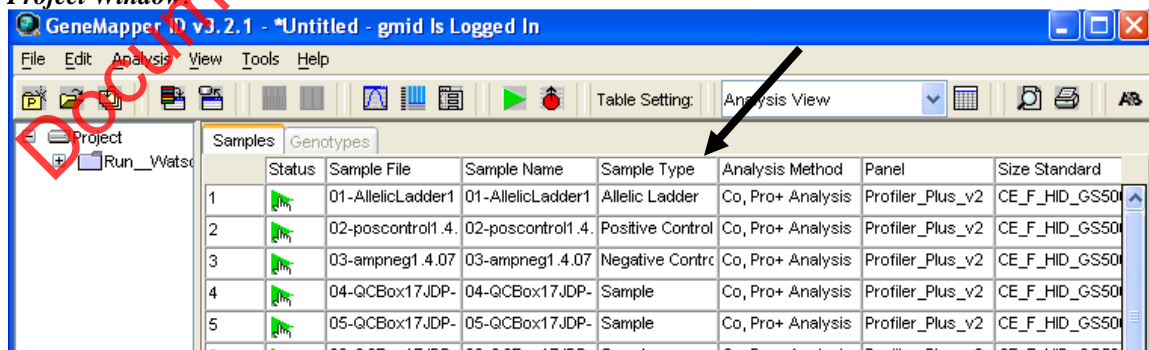 Project Window.
GeneMapper ID v3.2.1 - *Untitled - gmid Is Logged In
File Edit Analysis View Tools Help
Table Setting: Analysis View
Project
Run__Wats
Samples Genotypes
Status Sample File Sample Name Sample Type Analysis Method Panel Size Standard
1 01-AllelicLadder1 01-AllelicLadder1 Allelic Ladder Co, Pro+ Analysis Profiler_Plus_v2 CE_F_HID_GS50
2 02-poscontrol1.4. 02-poscontrol1.4. Positive Control Co, Pro+ Analysis Profiler_Plus_v2 CE_F_HID_GS50
3 03-ampneg1.4.07 03-ampneg1.4.07 Negative Contrc Co, Pro+ Analysis Profiler_Plus_v2 CE_F_HID_GS50
4 04-QCBox17JDP- 04-QCBox17JDP- Sample Co, Pro+ Analysis Profiler_Plus_v2 CE_F_HID_GS50
5 05-QCBox17JDP- 05-QCBox17JDP- Sample Co, Pro+ Analysis Profiler_Plus_v2 CE_F_HID_GS50
Docum